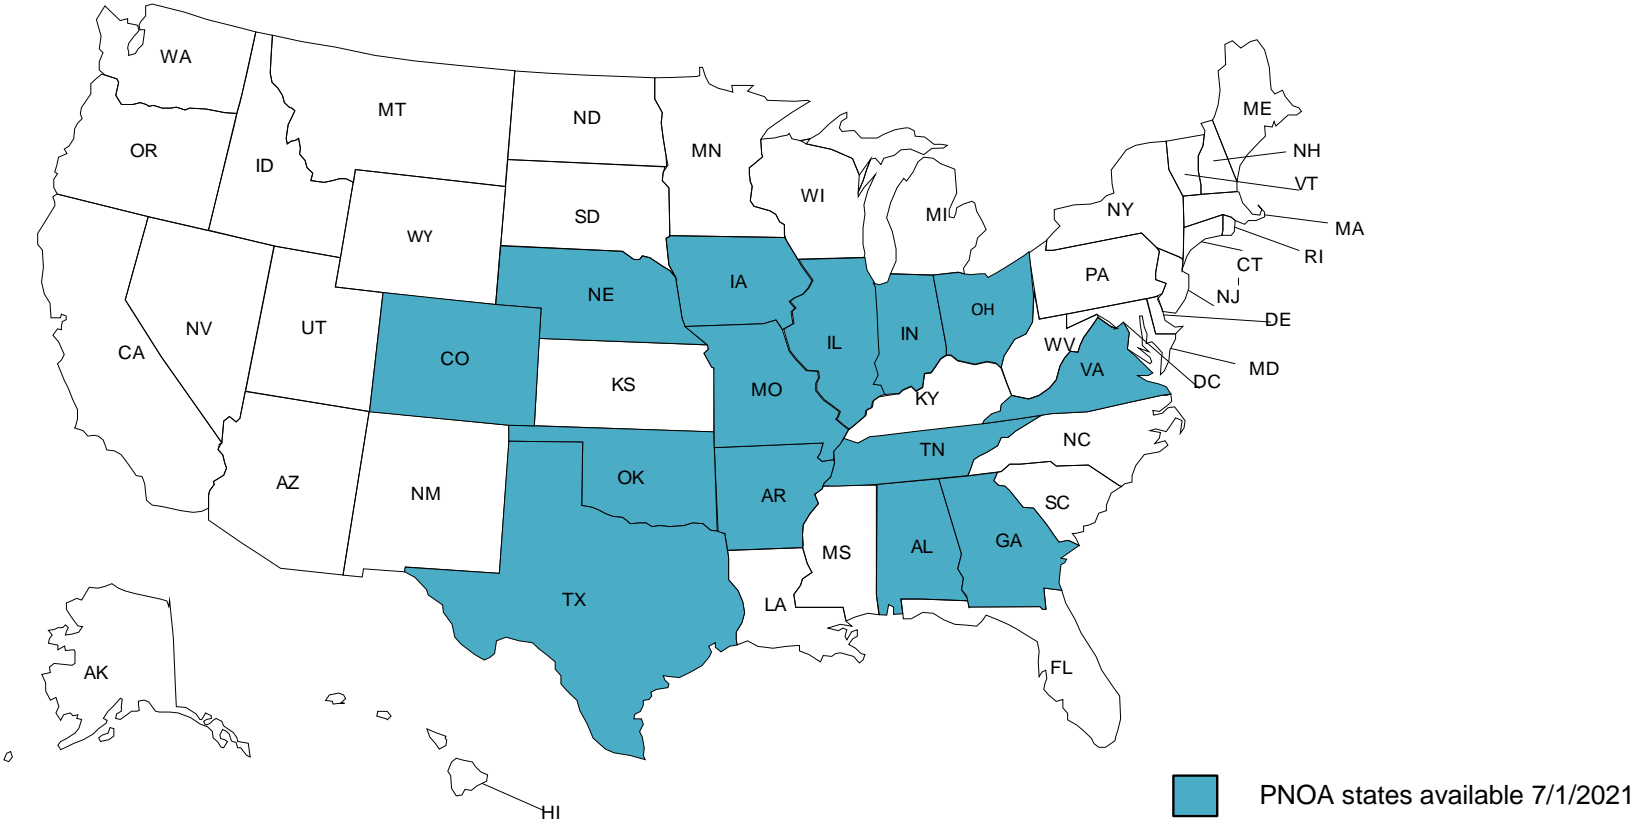 WA
MT
ND
MN
ME
OR
ID
SD
WI
MI
NY
NH
VT
MA
WY
RI
CT
PA
NJ
NE
IA
OH
DE
NV
UT
CO
CA
KS
MO
IL
IN
WV
VA
MD
DC
KY
NC
TN
AZ
NM
OK
AR
SC
MS
AL
GA
TX
LA
FL
AK
HI
PNOA states available 7/1/2021